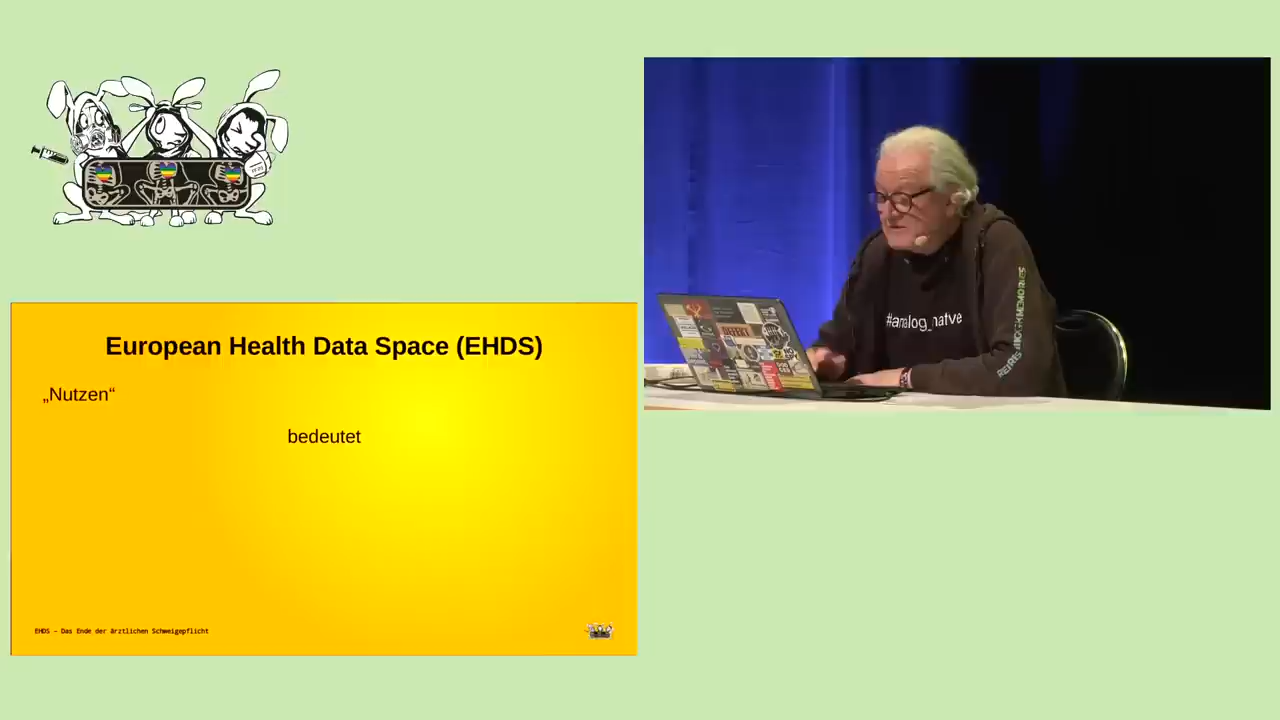 European Health Data Space (EHDS)
„Nutzen“
bedeutet
EHDS – Das Ende der ärztlichen Schweigepflicht
#analog_native